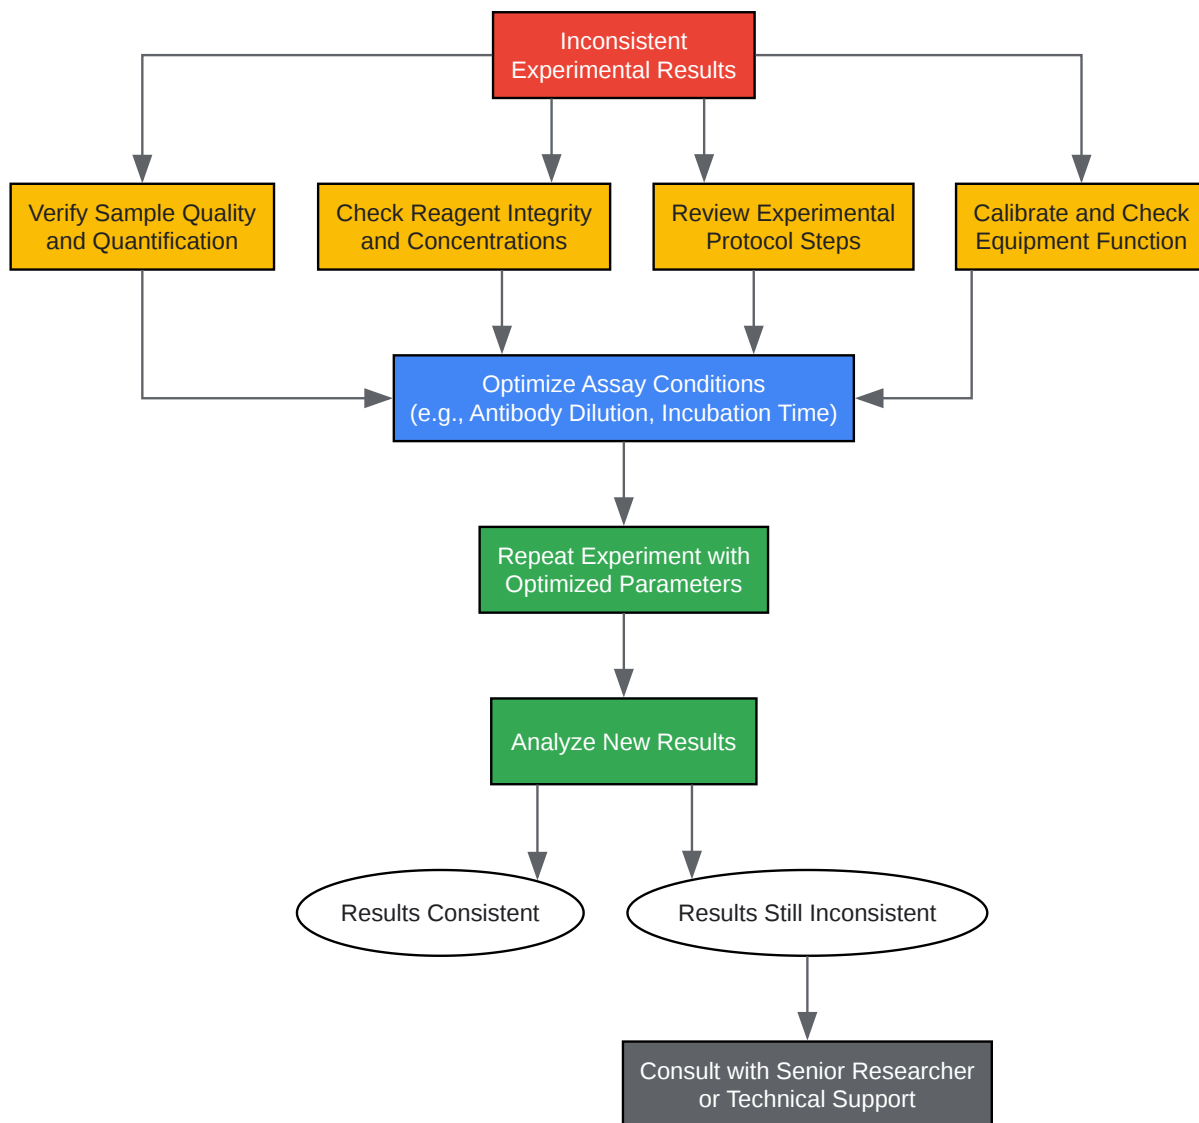 Inconsistent
Experimental Results
Verify Sample Quality
and Quantification
Check Reagent Integrity
and Concentrations
Review Experimental
Protocol Steps
Calibrate and Check
Equipment Function
Optimize Assay Conditions
(e.g., Antibody Dilution, Incubation Time)
Repeat Experiment with
Optimized Parameters
Analyze New Results
Results Consistent
Results Still Inconsistent
Consult with Senior Researcher
or Technical Support